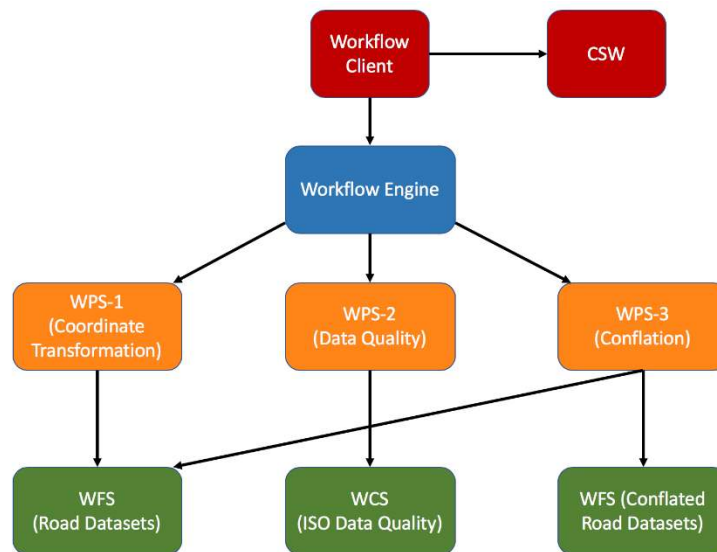 Workflow
Client
CSW
Workflow Engine
WPS-1
(Coordinate
Transformation)
WPS-2
(Data Quality)
WPS-3
(Conflation)
WFS
(Road Datasets)
WCS
(ISO Data Quality)
WFS (Conflated
Road Datasets)